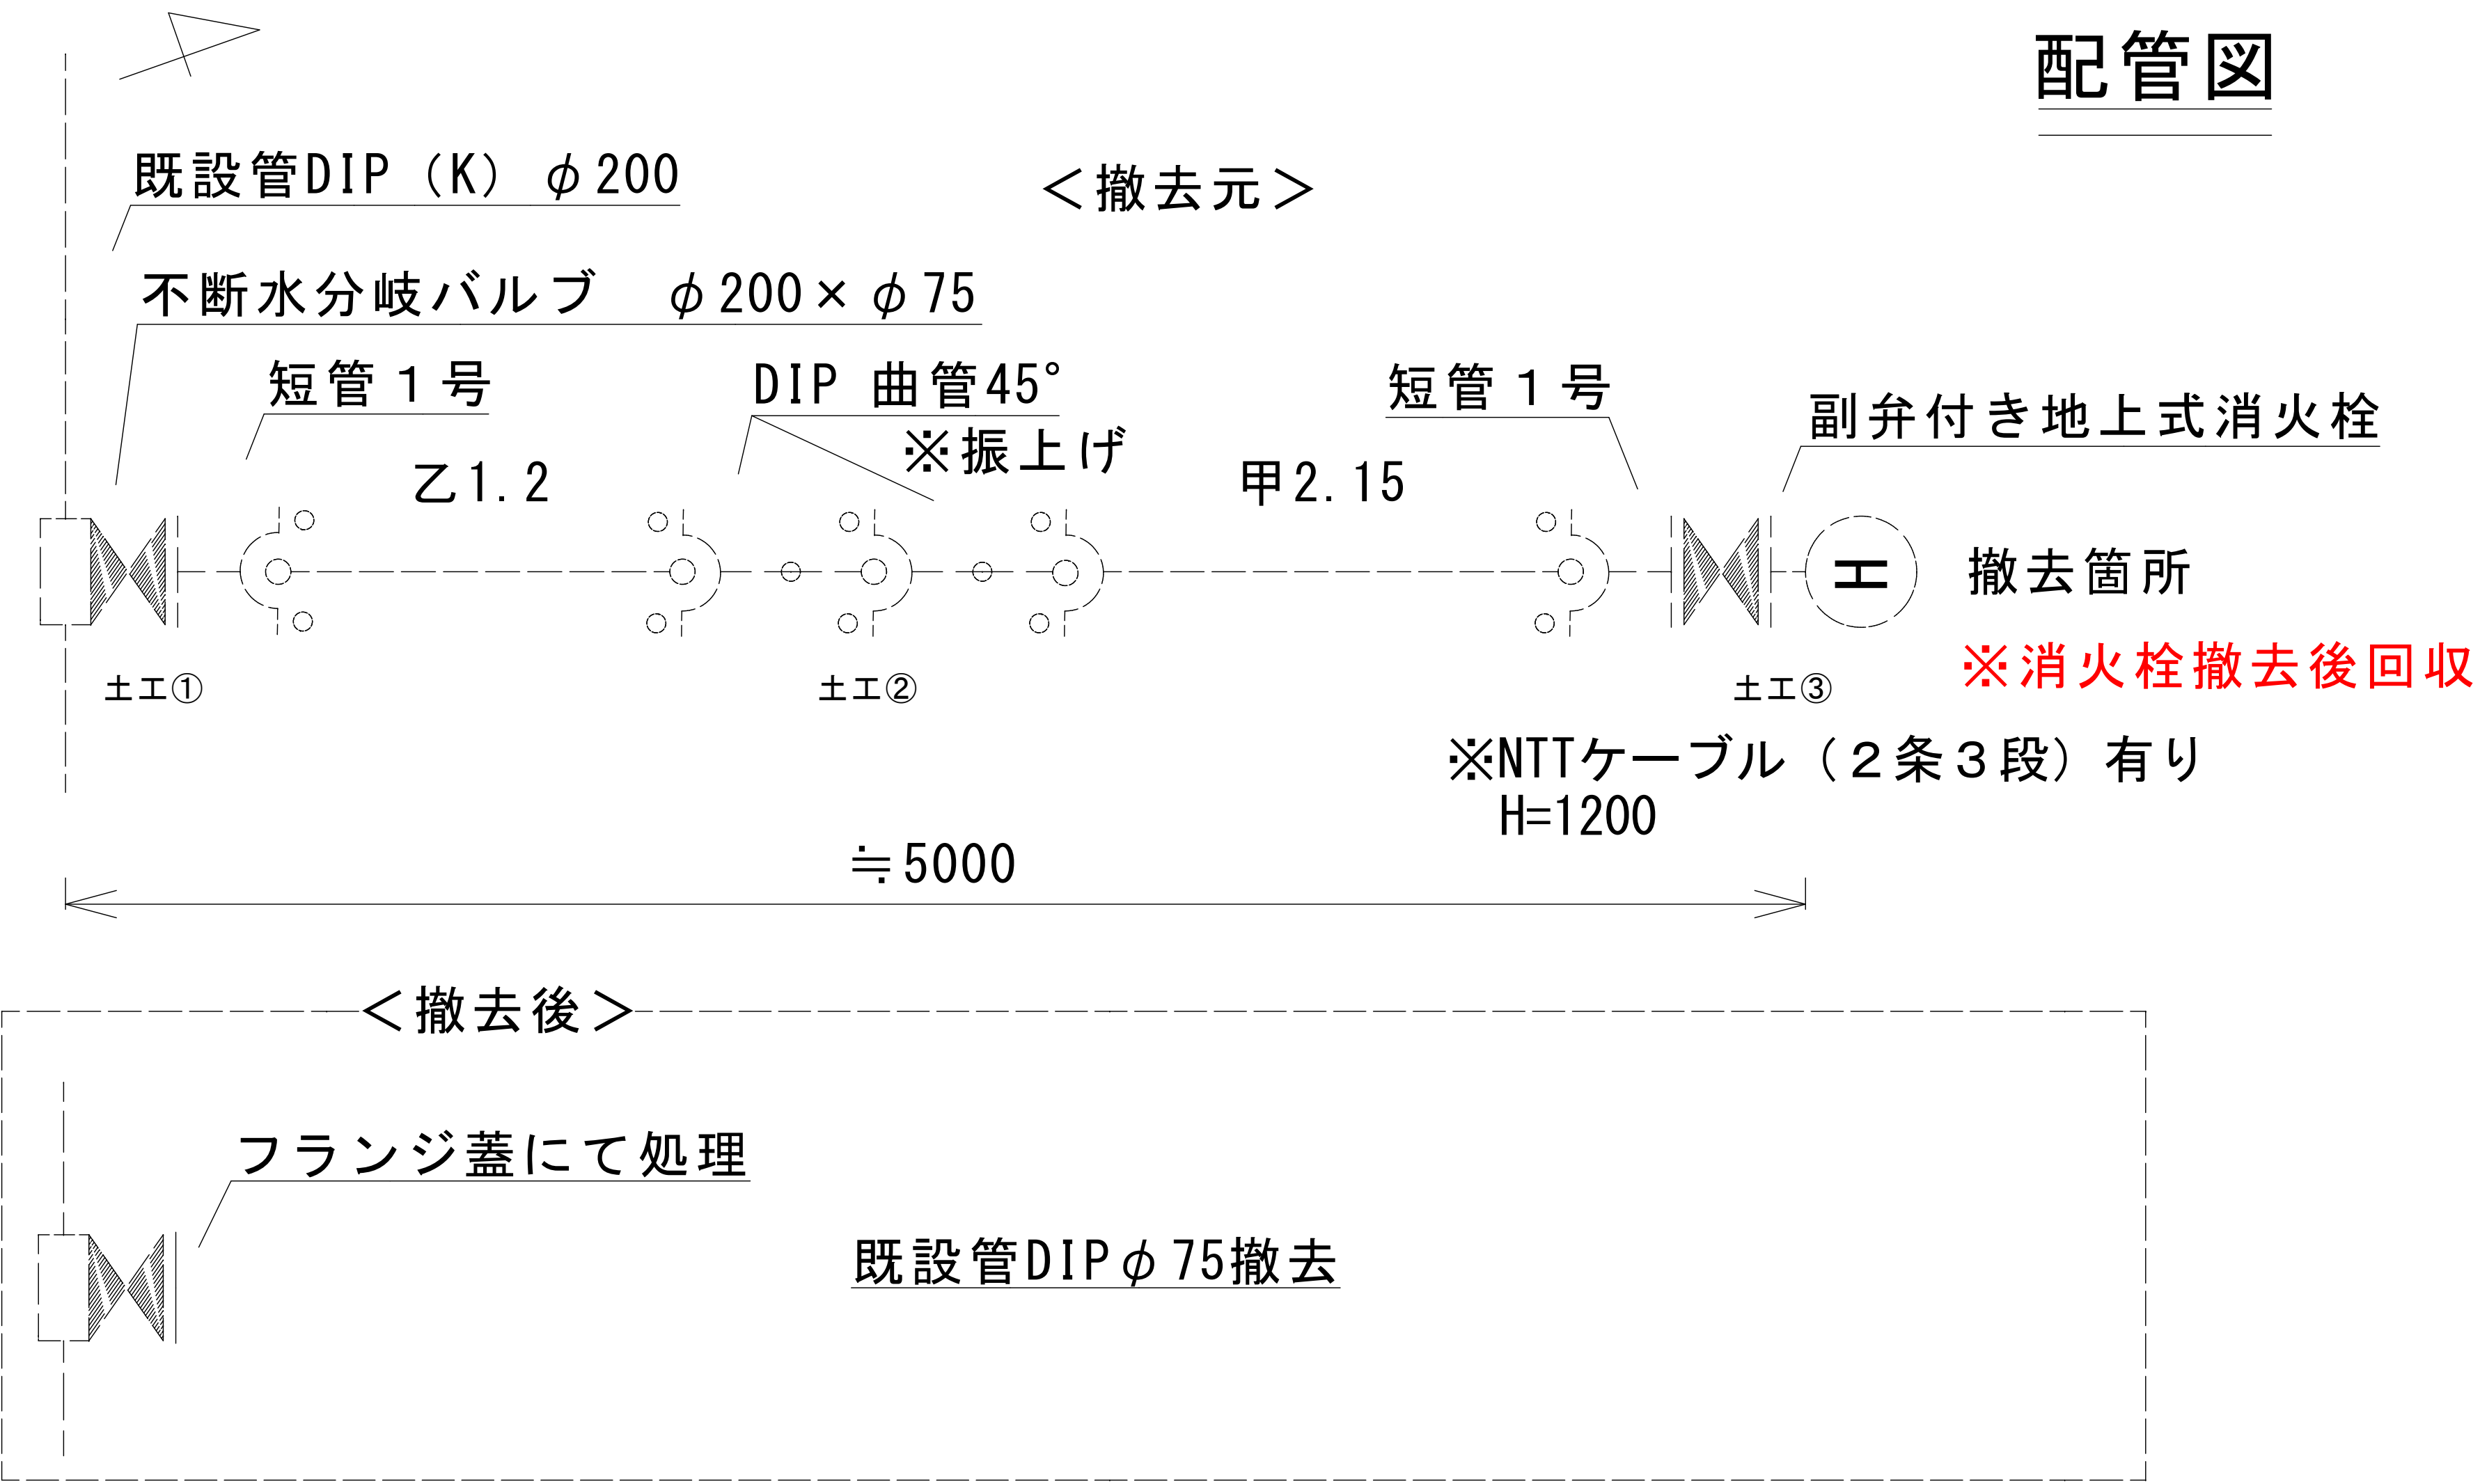 配管図
既設管DIP（K）φ200
＜撤去元＞
不断水分岐バルブ　φ200×φ75
短管１号
DIP 曲管45°
※振上げ
短管１号
副弁付き地上式消火栓
乙1.2
甲2.15
H
撤去箇所
※消火栓撤去後回収
土工①
土工②
土工③
※NTTケーブル（２条３段）有り
H=1200
≒5000
＜撤去後＞
フランジ蓋にて処理
既設管DIPφ75撤去